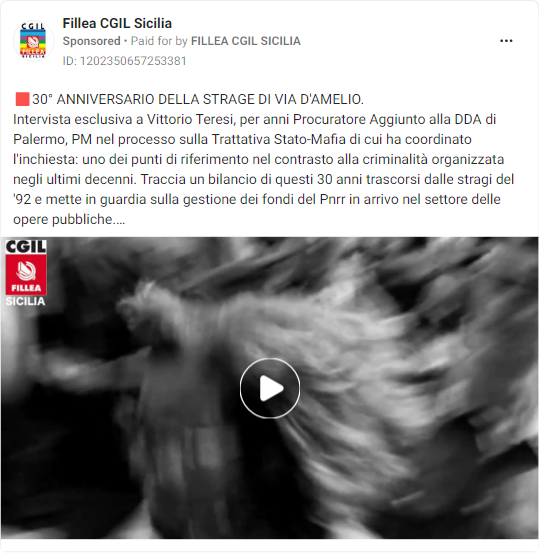 CGIL
FILLEA
SICILIA
Fillea CGIL Sicilia
Sponsored • Paid for by FILLEA CGIL SICILIA
ID: 1202350657253381
🟥30° ANNIVERSARIO DELLA STRAGE DI VIA D'AMELIO.
Intervista esclusiva a Vittorio Teresi, per anni Procuratore Aggiunto alla DDA di
Palermo, PM nel processo sulla Trattativa Stato-Mafia di cui ha coordinato
l'inchiesta: uno dei punti di riferimento nel contrasto alla criminalità organizzata
negli ultimi decenni. Traccia un bilancio di questi 30 anni trascorsi dalle stragi del
'92 e mette in guardia sulla gestione dei fondi del Pnrr in arrivo nel settore delle
opere pubbliche....
CGIL
FILLEA
SICILIA